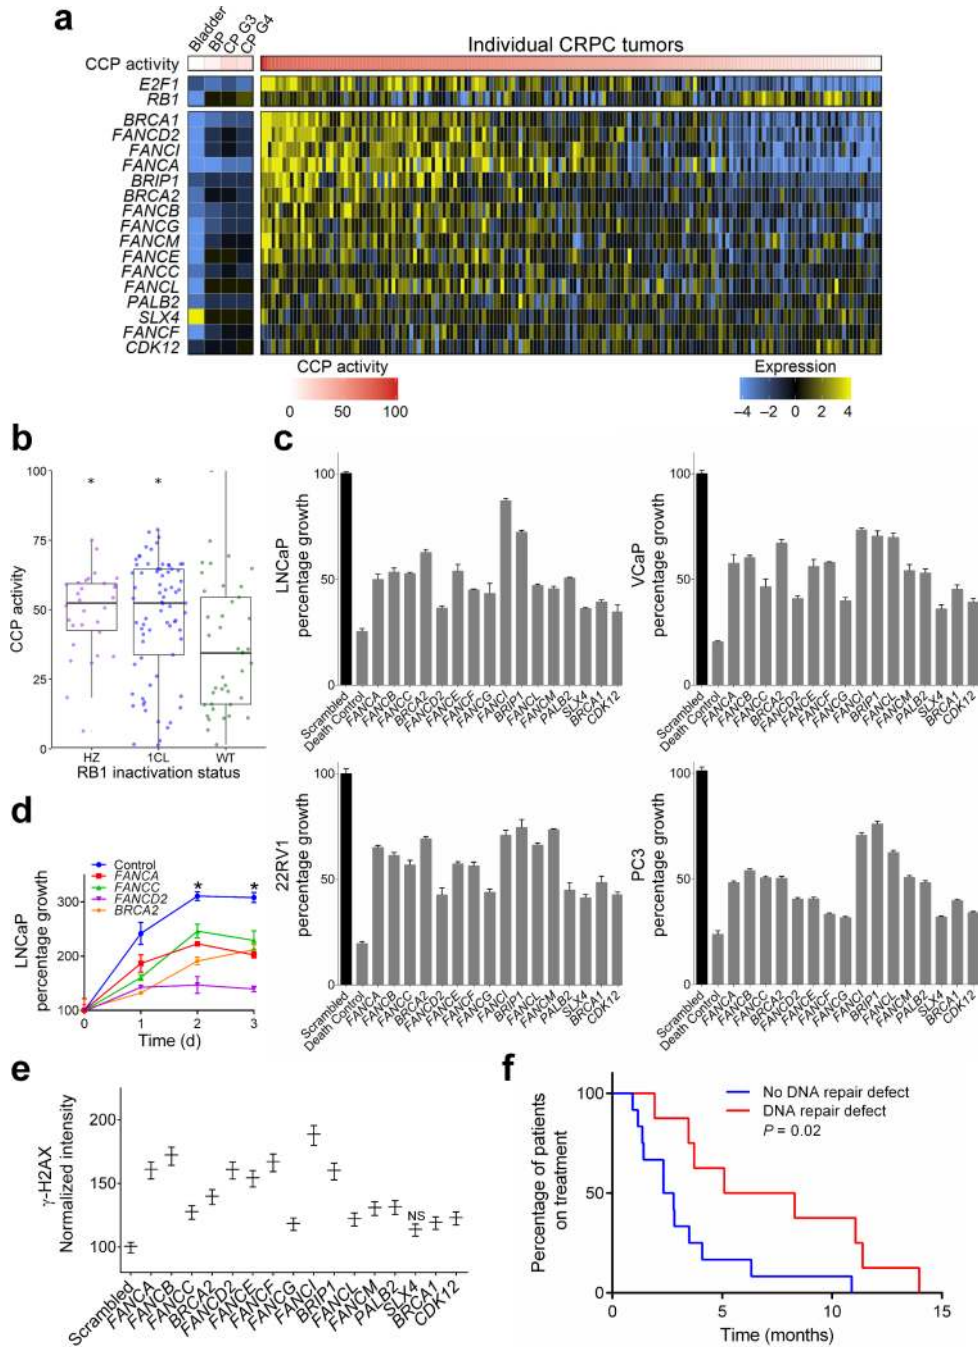 a
Bladder
BP
CP G3
CP G4
Individual CRPC tumors
CCP activity
E2F1
RB1
BRCA1
FANCD2
FANCI
FANCA
BRIP1
BRCA2
FANCB
FANCG
FANCM
FANCE
FANCC
FANCL
PALB2
SLX4
FANCF
CDK12
CCP activity
0 50 100
Expression
−4 −2 0 2 4
b
CCP activity
100
75
50
25
0
* *
HZ 1CL WT
RB1 inactivation status
c
LNCaP
percentage growth
100
50
0
Scrambled
Death Control
FANCA
FANCB
FANCC
BRCA2
FANCD2
FANCE
FANCF
FANCG
FANCI
BRIP1
FANCL
FANCM
PALB2
SLX4
BRCA1
CDK12
VCaP
percentage growth
100
50
0
Scrambled
Death Control
FANCA
FANCB
FANCC
BRCA2
FANCD2
FANCE
FANCF
FANCG
FANCI
BRIP1
FANCL
FANCM
PALB2
SLX4
BRCA1
CDK12
22RV1
percentage growth
100
50
0
Scrambled
Death Control
FANCA
FANCB
FANCC
BRCA2
FANCD2
FANCE
FANCF
FANCG
FANCI
BRIP1
FANCL
FANCM
PALB2
SLX4
BRCA1
CDK12
PC3
percentage growth
100
50
0
Scrambled
Death Control
FANCA
FANCB
FANCC
BRCA2
FANCD2
FANCE
FANCF
FANCG
FANCI
BRIP1
FANCL
FANCM
PALB2
SLX4
BRCA1
CDK12
d
LNCaP
percentage growth
Control
FANCA
FANCC
FANCD2
BRCA2
* *
300
200
100
0 1 2 3
Time (d)
e
γ-H2AX
Normalized intensity
200
150
100
NS
Scrambled
FANCA
FANCB
FANCC
BRCA2
FANCD2
FANCE
FANCF
FANCG
FANCI
BRIP1
FANCL
FANCM
PALB2
SLX4
BRCA1
CDK12
f
Percentage of patients
on treatment
100
50
0
No DNA repair defect
DNA repair defect
P = 0.02
0 5 10 15
Time (months)